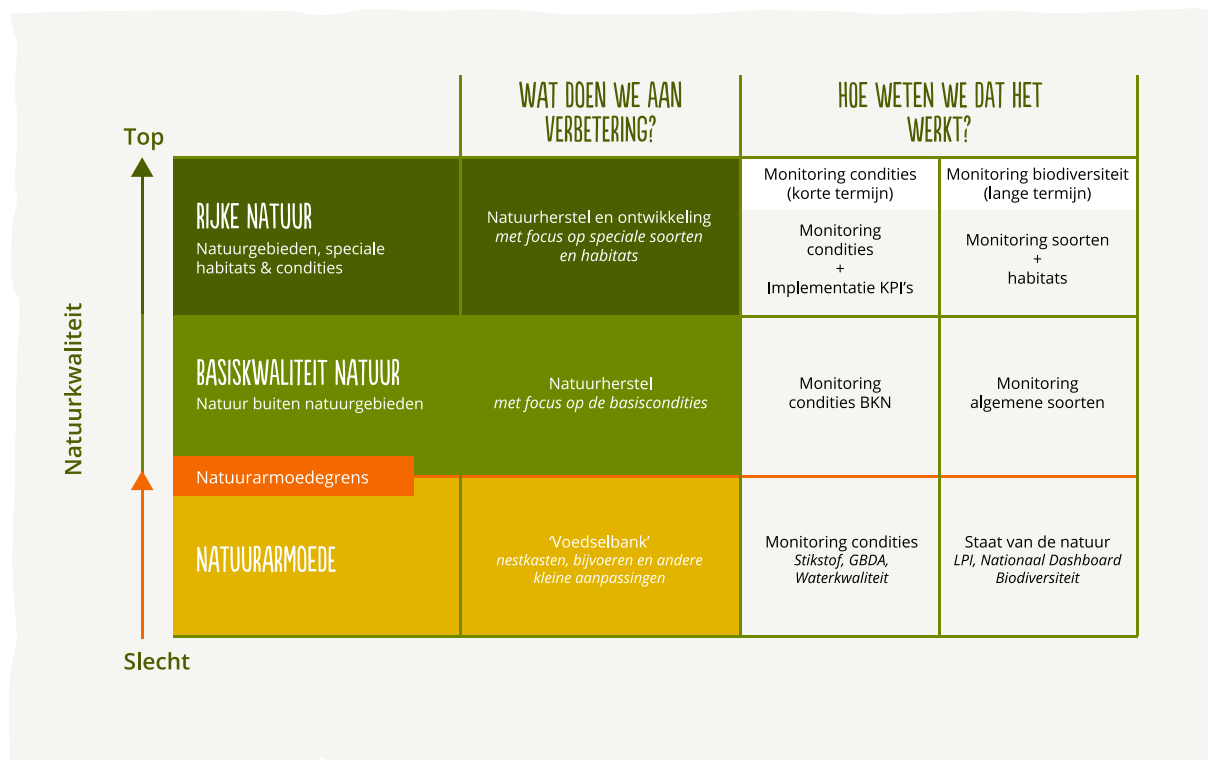 WAT DOEN WE AAN
VERBETERING?
HOE WETEN WE DAT HET
WERKT?
Top
Natuurkwaliteit
Slecht
RIJKE NATUUR
Natuurgebieden, speciale
habitats & condities
Natuurherstel en ontwikkeling
met focus op speciale soorten
en habitats
Monitoring condities
(korte termijn)
Monitoring
condities
+
Implementatie KPI’s
Monitoring biodiversiteit
(lange termijn)
Monitoring soorten
+
habitats
BASISKWALITEIT NATUUR
Natuur buiten natuurgebieden
Natuurherstel
met focus op de basiscondities
Monitoring
condities BKN
Monitoring
algemene soorten
Natuurarmoedegrens
NATUURARMOEDE
‘Voedselbank’
nestkasten, bijvoeren en andere
kleine aanpassingen
Monitoring condities
Stikstof, GBDA,
Waterkwaliteit
Staat van de natuur
LPI, Nationaal Dashboard
Biodiversiteit